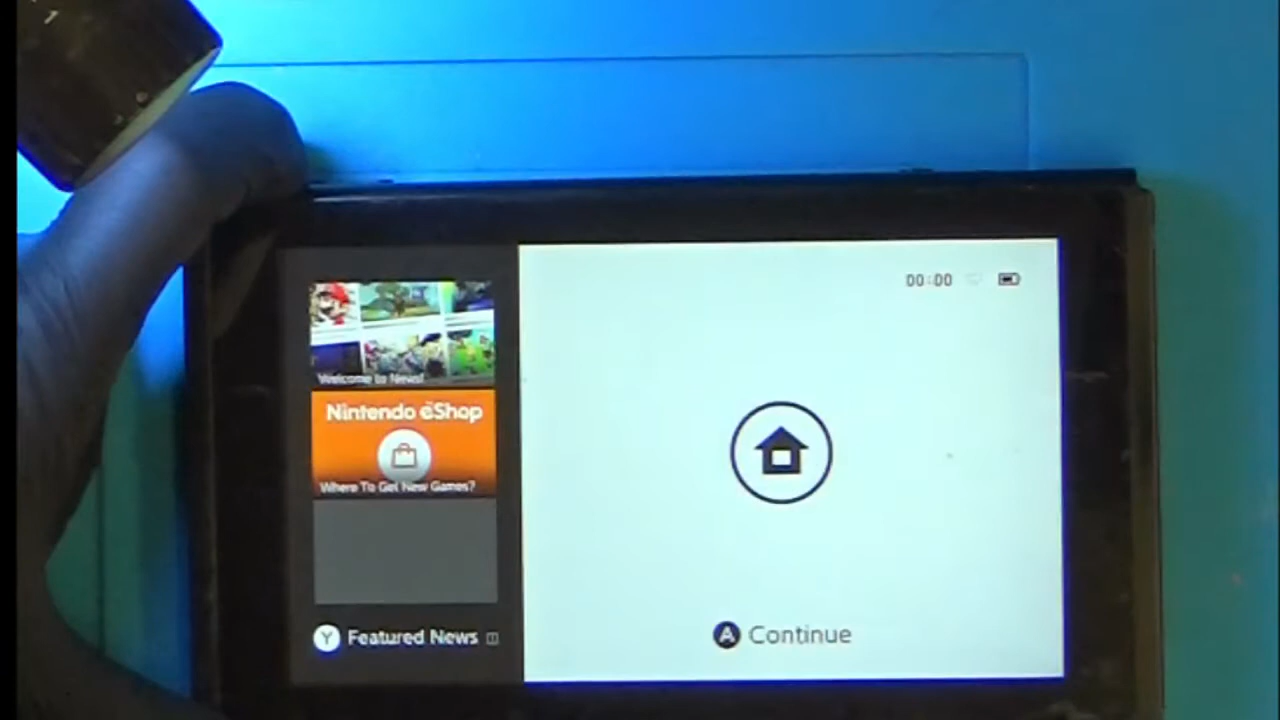 00:00
Welcome to News!
Nintendo eShop
Where To Get New Games?
Y Featured News
A Continue